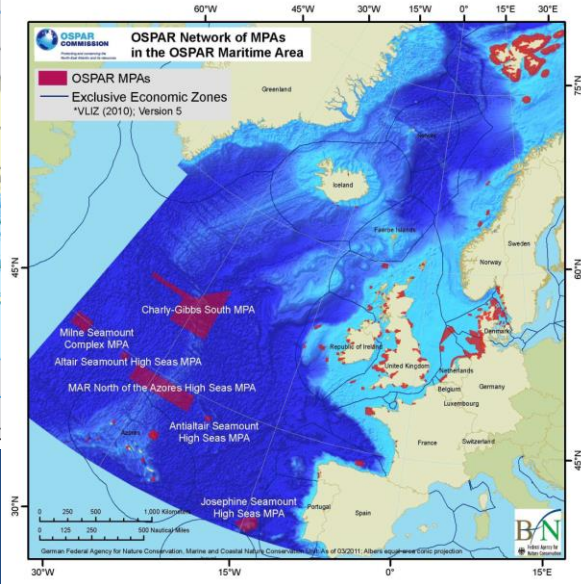 60°W
45°W
30°W
15°W
0°
15°E
30°E
OSPAR
COMMISSION
OSPAR Network of MPAs
in the OSPAR Maritime Area
OSPAR MPAs
Exclusive Economic Zones
*VLIZ (2010); Version 5
Greenland
75°N
Iceland
Faeroe Islands
Sweden
Norway
45°N
60°N
Charly-Gibbs South MPA
Milne Seamount
Complex MPA
Altair Seamount High Seas MPA
Denmark
Republic of Ireland
United Kingdom
Netherlands
MAR North of the Azores High Seas MPA
Belgium
Germany
Luxembourg
Antialtair Seamount
High Seas MPA
Azores
France
Switzerland
45°N
Josephine Seamount
High Seas MPA
Portugal
Spain
30°N
0 250 500 1,000 Kilometers
0 125 250 500 Nautical Miles
BfN
Federal Agency for
Nature Conservation
German Federal Agency for Nature Conservation, Marine and Coastal Nature Conservation Unit. As of 03/2011. Albers equal area conic projection
30°W
15°W
0°